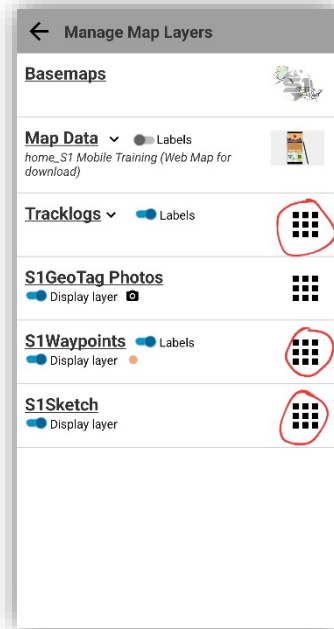 Manage Map Layers
Basemaps
Map Data Labels
home_S1 Mobile Training (Web Map for
download)
Tracklogs Labels
S1GeoTag Photos
Display layer
S1Waypoints Labels
Display layer
S1Sketch
Display layer